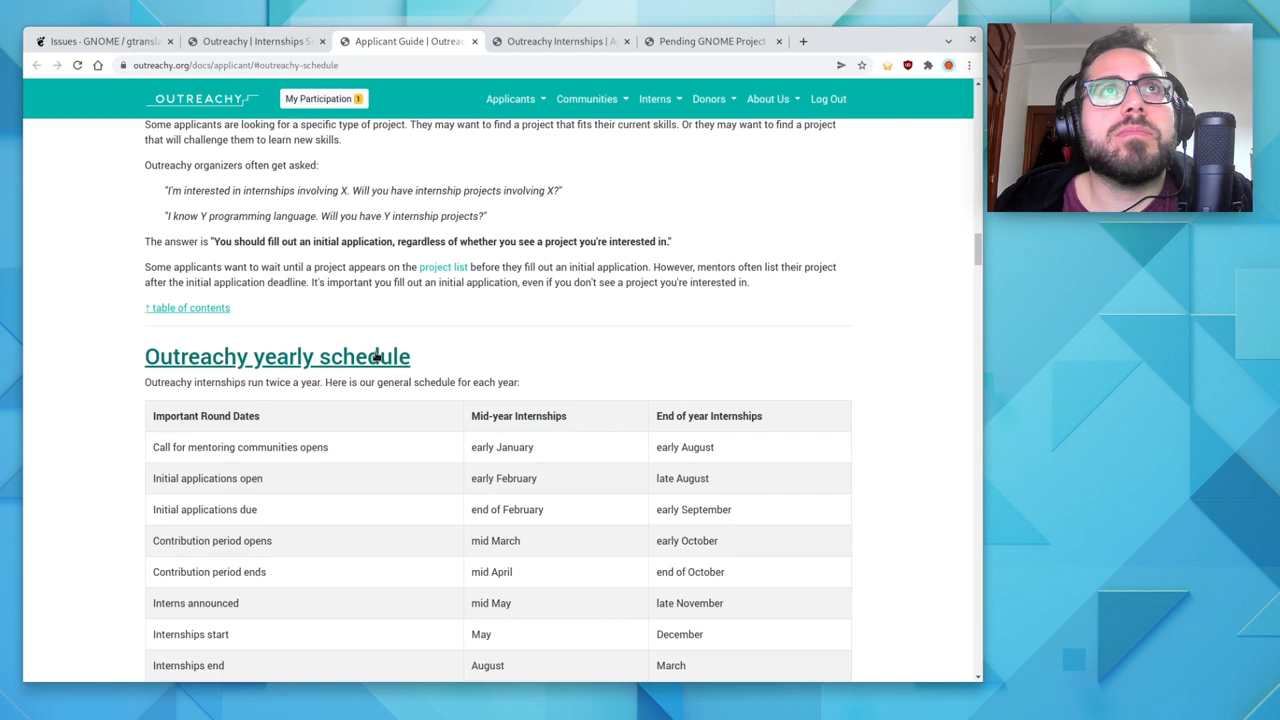 Issues · GNOME / gtransla
Outreachy | Internships S
Applicant Guide | Outreac
Outreachy Internships | A
Pending GNOME Project
outreachy.org/docs/applicant/#outreachy-schedule
OUTREACHY
My Participation 1
Applicants
Communities
Interns
Donors
About Us
Log Out
Some applicants are looking for a specific type of project. They may want to find a project that fits their current skills. Or they may want to find a project
that will challenge them to learn new skills.
Outreachy organizers often get asked:
"I'm interested in internships involving X. Will you have internship projects involving X?"
"I know Y programming language. Will you have Y internship projects?"
The answer is "You should fill out an initial application, regardless of whether you see a project you're interested in."
Some applicants want to wait until a project appears on the project list before they fill out an initial application. However, mentors often list their project
after the initial application deadline. It's important you fill out an initial application, even if you don't see a project you're interested in.
↑ table of contents
Outreachy yearly schedule
Outreachy internships run twice a year. Here is our general schedule for each year:
Important Round Dates Mid-year Internships End of year Internships
Call for mentoring communities opens early January early August
Initial applications open early February late August
Initial applications due end of February early September
Contribution period opens mid March early October
Contribution period ends mid April end of October
Interns announced mid May late November
Internships start May December
Internships end August March